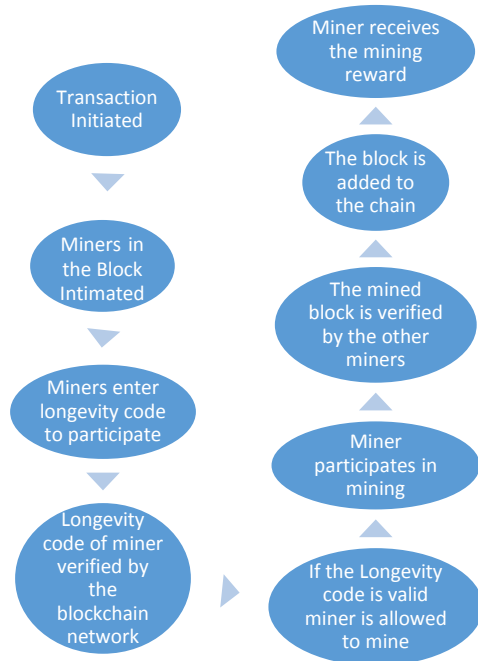 Transaction
Initiated
Miners in
the Block
Intimated
Miners enter
longevity code
to participate
Longevity
code of miner
verified by
the
blockchain
network
If the Longevity
code is valid
miner is allowed
to mine
Miner
participates in
mining
The mined
block is verified
by the other
miners
The block is
added to
the chain
Miner receives
the mining
reward